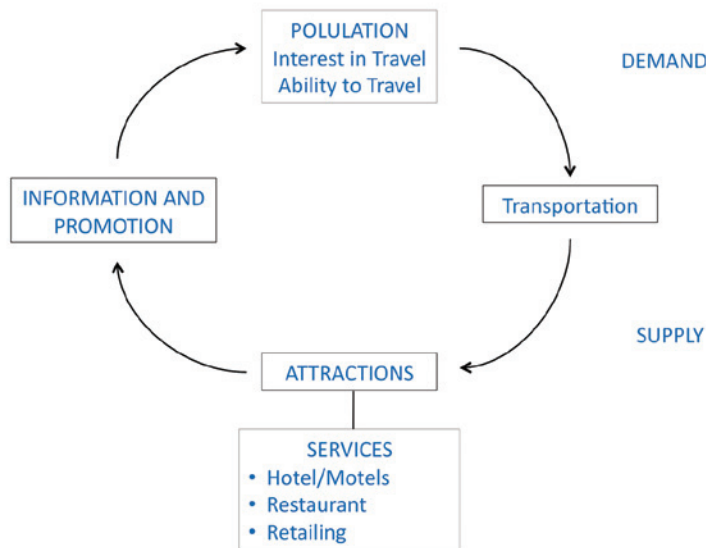 POLULATION
Interest in Travel
Ability to Travel
DEMAND
INFORMATION AND
PROMOTION
Transportation
SUPPLY
ATTRACTIONS
SERVICES
• Hotel/Motels
• Restaurant
• Retailing